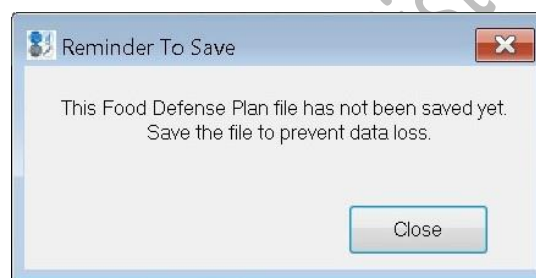 Reminder To Save
This Food Defense Plan file has not been saved yet.
Save the file to prevent data loss.
Close